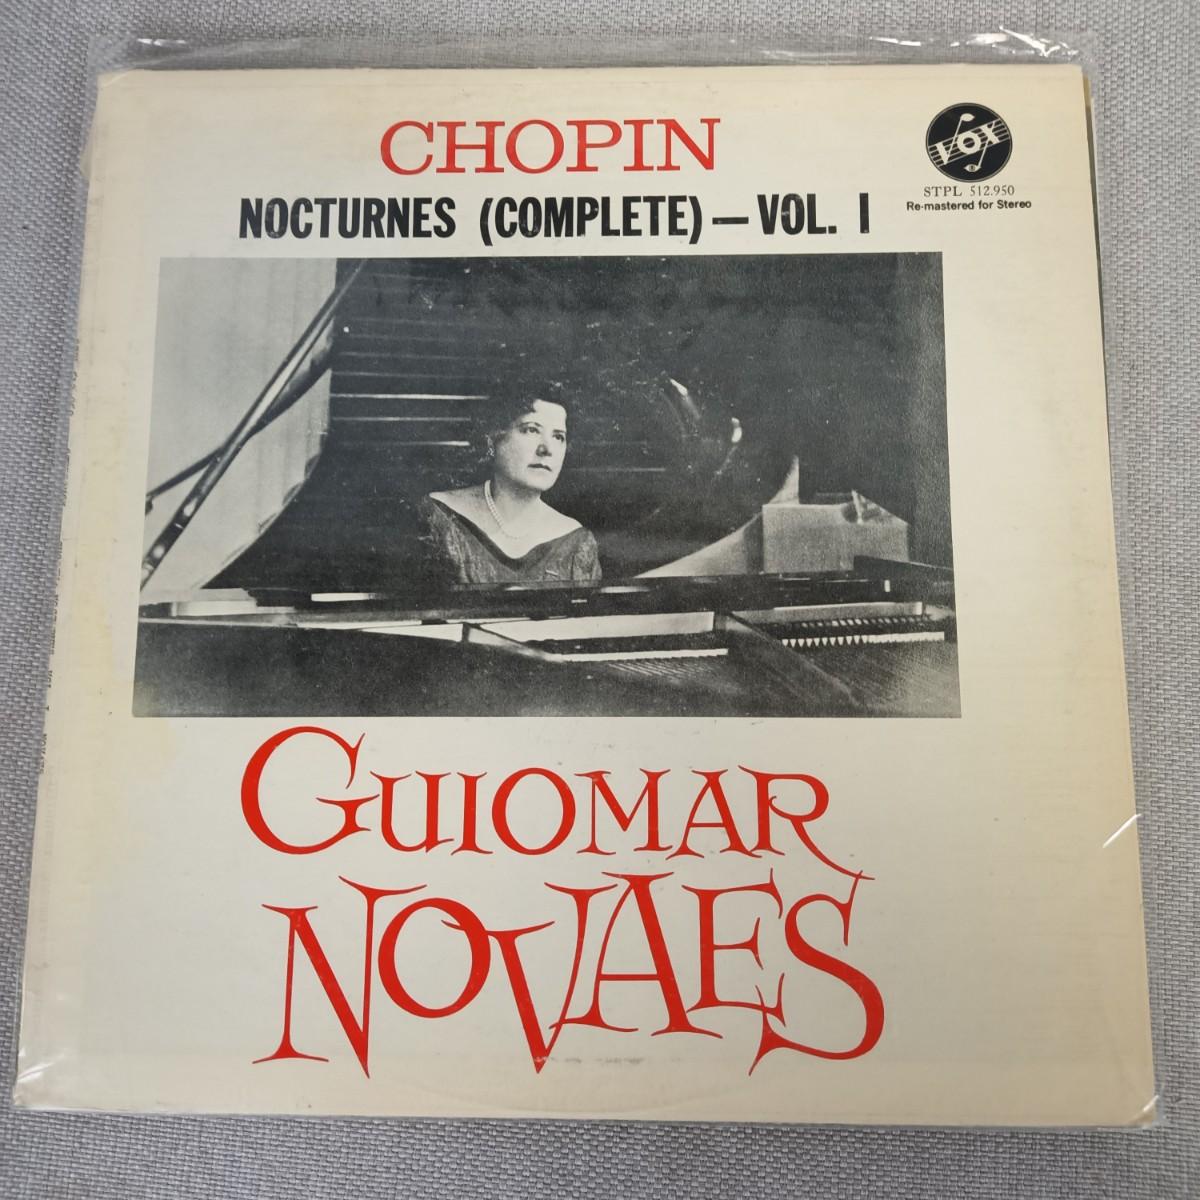 CHOPIN
NOCTURNES (COMPLETE) — VOL. I
VOX
STPL 512.950
Re-mastered for Stereo
GUIOMAR
NOVAES